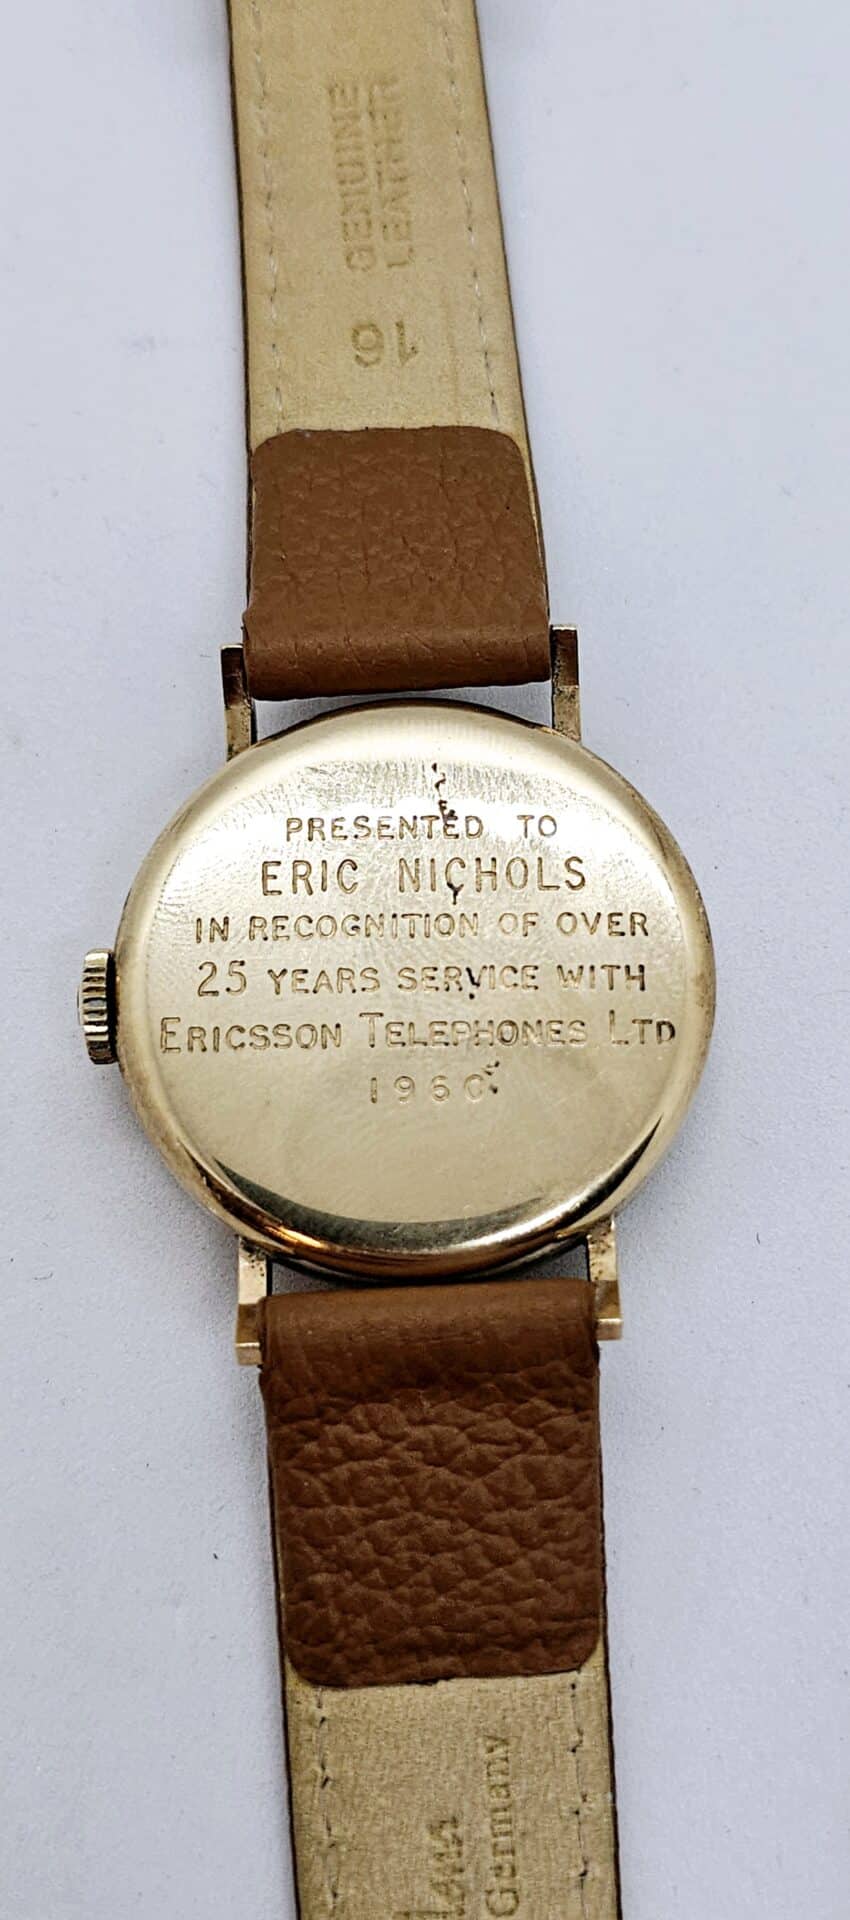 GENUINE
LEATHER
16
PRESENTED TO
ERIC NICHOLS
IN RECOGNITION OF OVER
25 YEARS SERVICE WITH
ERICSSON TELEPHONES LTD
1960
Germany